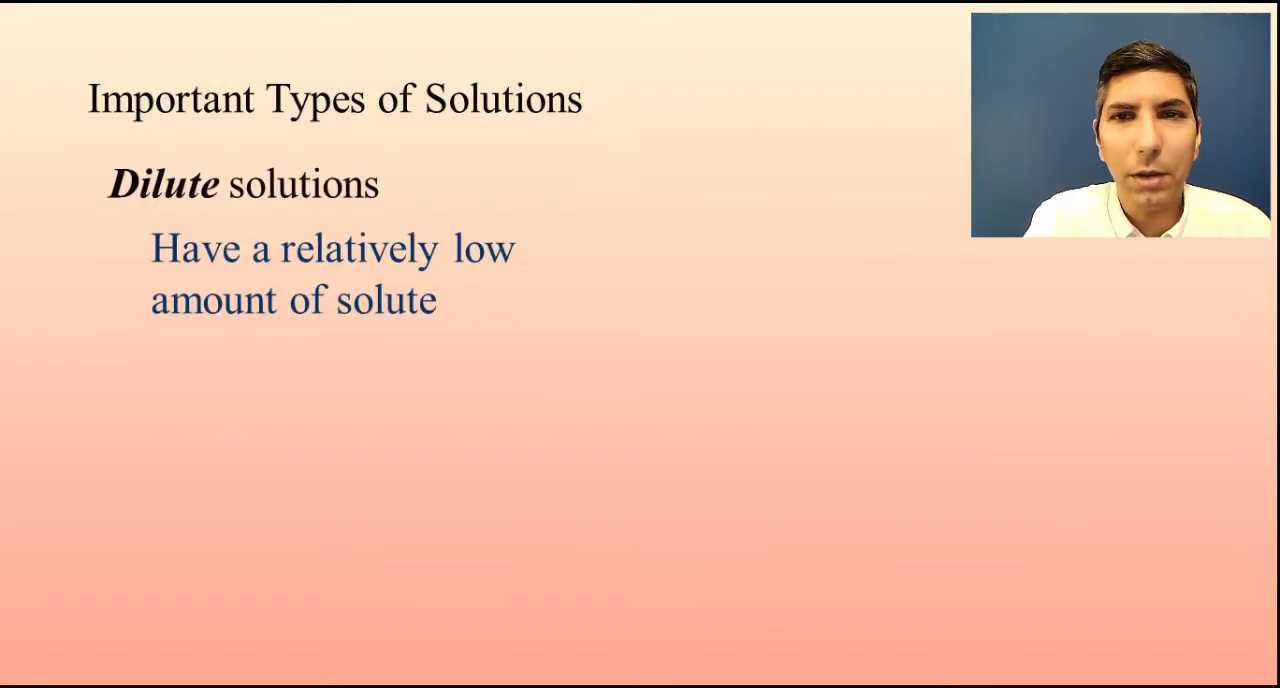 Important Types of Solutions
Dilute solutions
Have a relatively low
amount of solute